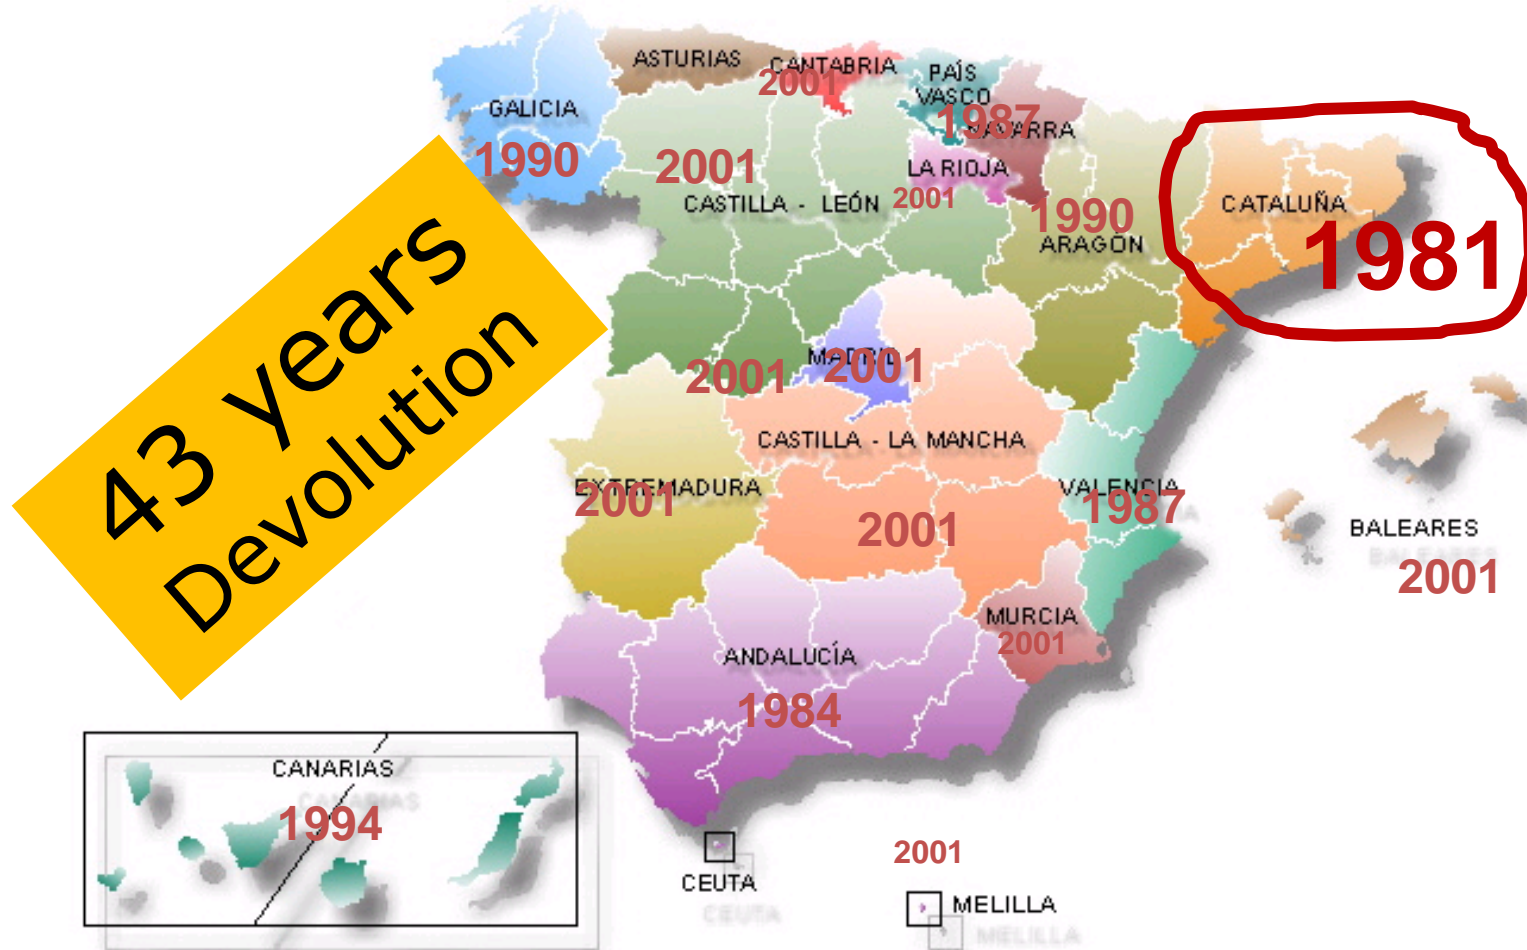 ASTURIAS
CANTABRIA
2001
PAÍS
VASCO
1987
NAVARRA
GALICIA
1990
2001
CASTILLA - LEÓN
LA RIOJA
2001
1990
ARAGÓN
CATALUÑA
1981
43 years
Devolution
MADRID
2001
2001
CASTILLA - LA MANCHA
EXTREMADURA
2001
2001
VALENCIA
1987
BALEARES
2001
MURCIA
2001
ANDALUCÍA
1984
CANARIAS
1994
CEUTA
2001
MELILLA